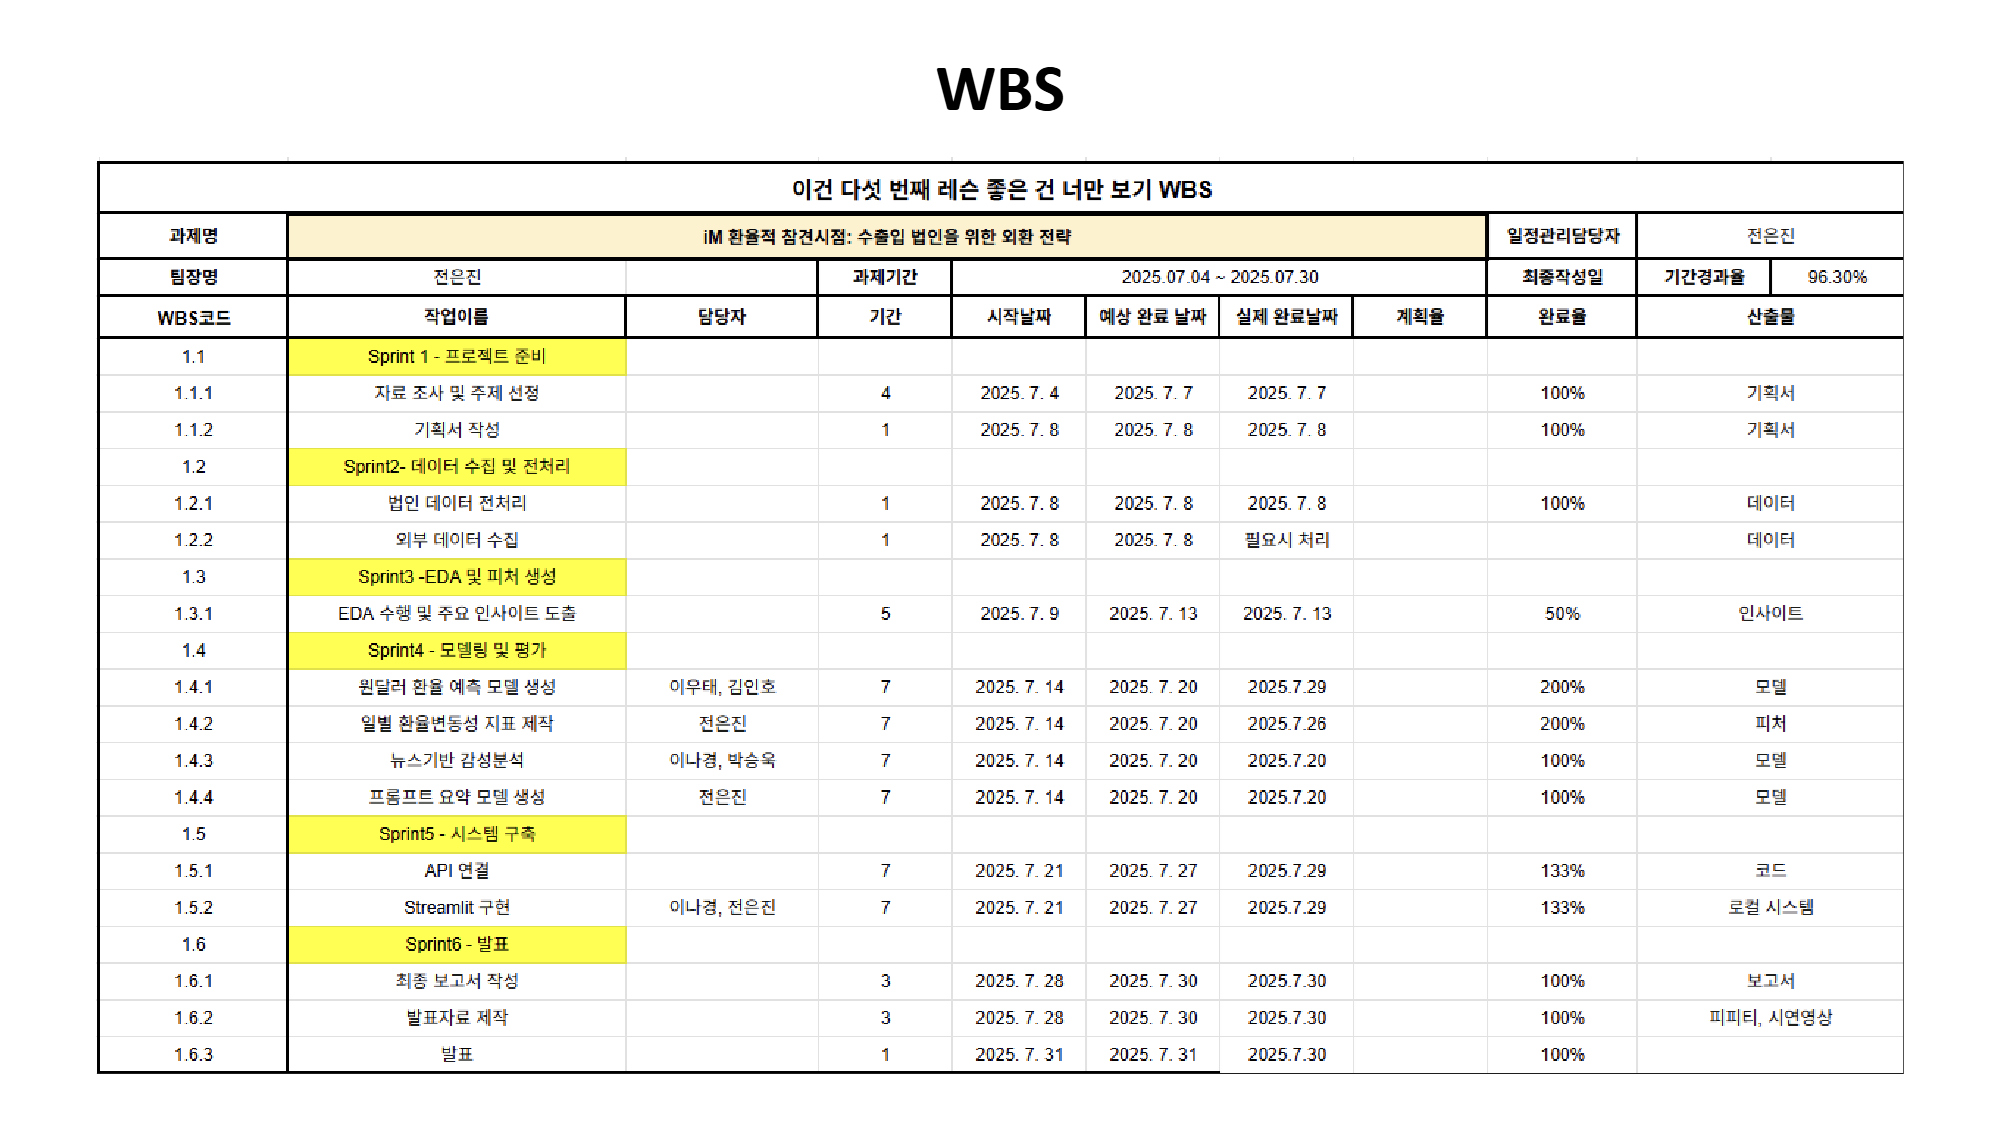 WBS
이건 다섯 번째 레슨 좋은 건 너만 보기 WBS
과제명 iM 환율적 참견시점: 수출입 법인을 위한 외환 전략 일정관리담당자 전은진
팀장명 전은진 과제기간 2025.07.04 ~ 2025.07.30 최종작성일 기간경과율 96.30%
WBS코드 작업이름 담당자 기간 시작날짜 예상 완료 날짜 실제 완료날짜 계획율 완료율 산출물
1.1 Sprint 1 - 프로젝트 준비
1.1.1 자료 조사 및 주제 선정 4 2025. 7. 4 2025. 7. 7 2025. 7. 7 100% 기획서
1.1.2 기획서 작성 1 2025. 7. 8 2025. 7. 8 2025. 7. 8 100% 기획서
1.2 Sprint2- 데이터 수집 및 전처리
1.2.1 법인 데이터 전처리 1 2025. 7. 8 2025. 7. 8 2025. 7. 8 100% 데이터
1.2.2 외부 데이터 수집 1 2025. 7. 8 2025. 7. 8 필요시 처리 데이터
1.3 Sprint3 -EDA 및 피처 생성
1.3.1 EDA 수행 및 주요 인사이트 도출 5 2025. 7. 9 2025. 7. 13 2025. 7. 13 50% 인사이트
1.4 Sprint4 - 모델링 및 평가
1.4.1 원달러 환율 예측 모델 생성 이우태, 김인호 7 2025. 7. 14 2025. 7. 20 2025.7.29 200% 모델
1.4.2 일별 환율변동성 지표 제작 전은진 7 2025. 7. 14 2025. 7. 20 2025.7.26 200% 피처
1.4.3 뉴스기반 감성분석 이나경, 박승욱 7 2025. 7. 14 2025. 7. 20 2025.7.20 100% 모델
1.4.4 프롬프트 요약 모델 생성 전은진 7 2025. 7. 14 2025. 7. 20 2025.7.20 100% 모델
1.5 Sprint5 - 시스템 구축
1.5.1 API 연결 7 2025. 7. 21 2025. 7. 27 2025.7.29 133% 코드
1.5.2 Streamlit 구현 이나경, 전은진 7 2025. 7. 21 2025. 7. 27 2025.7.29 133% 로컬 시스템
1.6 Sprint6 - 발표
1.6.1 최종 보고서 작성 3 2025. 7. 28 2025. 7. 30 2025.7.30 100% 보고서
1.6.2 발표자료 제작 3 2025. 7. 28 2025. 7. 30 2025.7.30 100% 피피티, 시연영상
1.6.3 발표 1 2025. 7. 31 2025. 7. 31 2025.7.30 100%